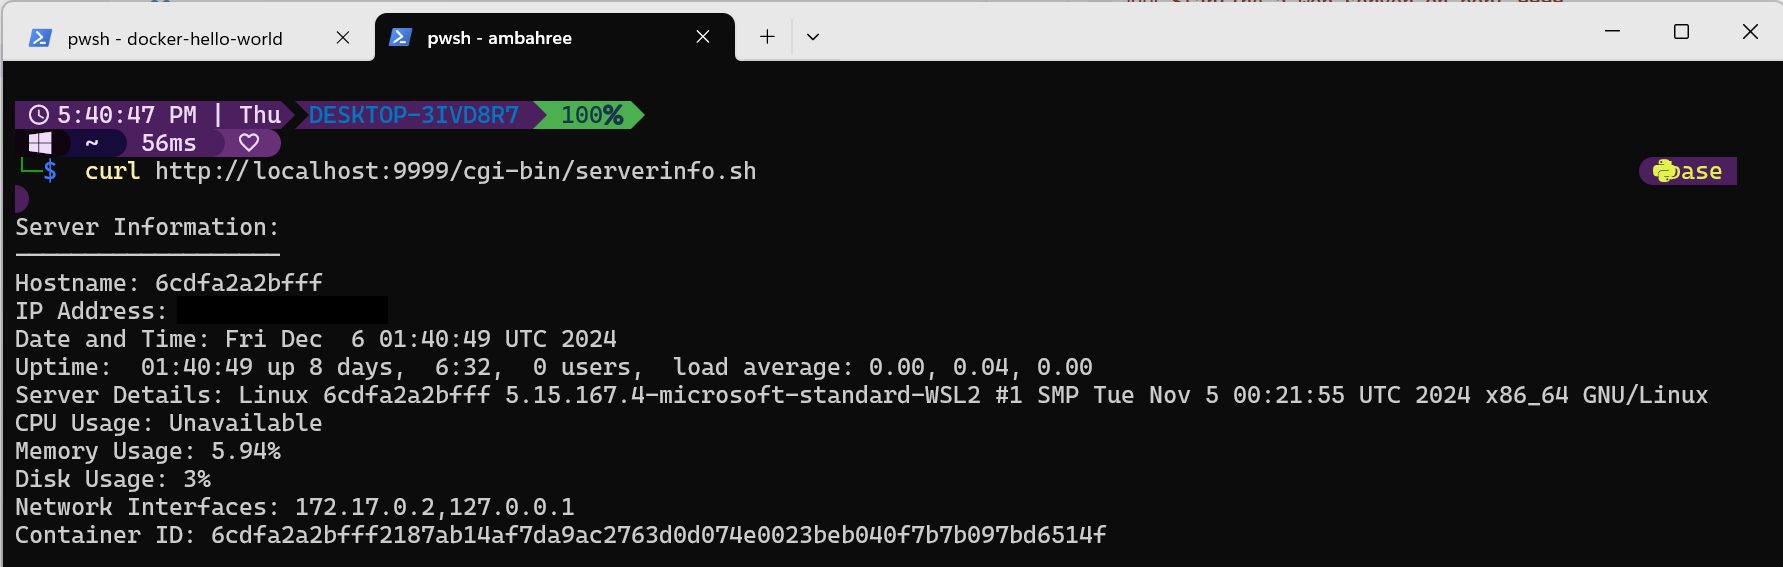 pwsh - docker-hello-world
pwsh - ambahree
5:40:47 PM | Thu DESKTOP-3IVD8R7 100%
~ 56ms
$ curl http://localhost:9999/cgi-bin/serverinfo.sh base
Server Information:
-------------------
Hostname: 6cdfa2a2bfff
IP Address:
Date and Time: Fri Dec  6 01:40:49 UTC 2024
Uptime:  01:40:49 up 8 days,  6:32,  0 users,  load average: 0.00, 0.04, 0.00
Server Details: Linux 6cdfa2a2bfff 5.15.167.4-microsoft-standard-WSL2 #1 SMP Tue Nov 5 00:21:55 UTC 2024 x86_64 GNU/Linux
CPU Usage: Unavailable
Memory Usage: 5.94%
Disk Usage: 3%
Network Interfaces: 172.17.0.2,127.0.0.1
Container ID: 6cdfa2a2bfff2187ab14af7da9ac2763d0d074e0023beb040f7b7b097bd6514f